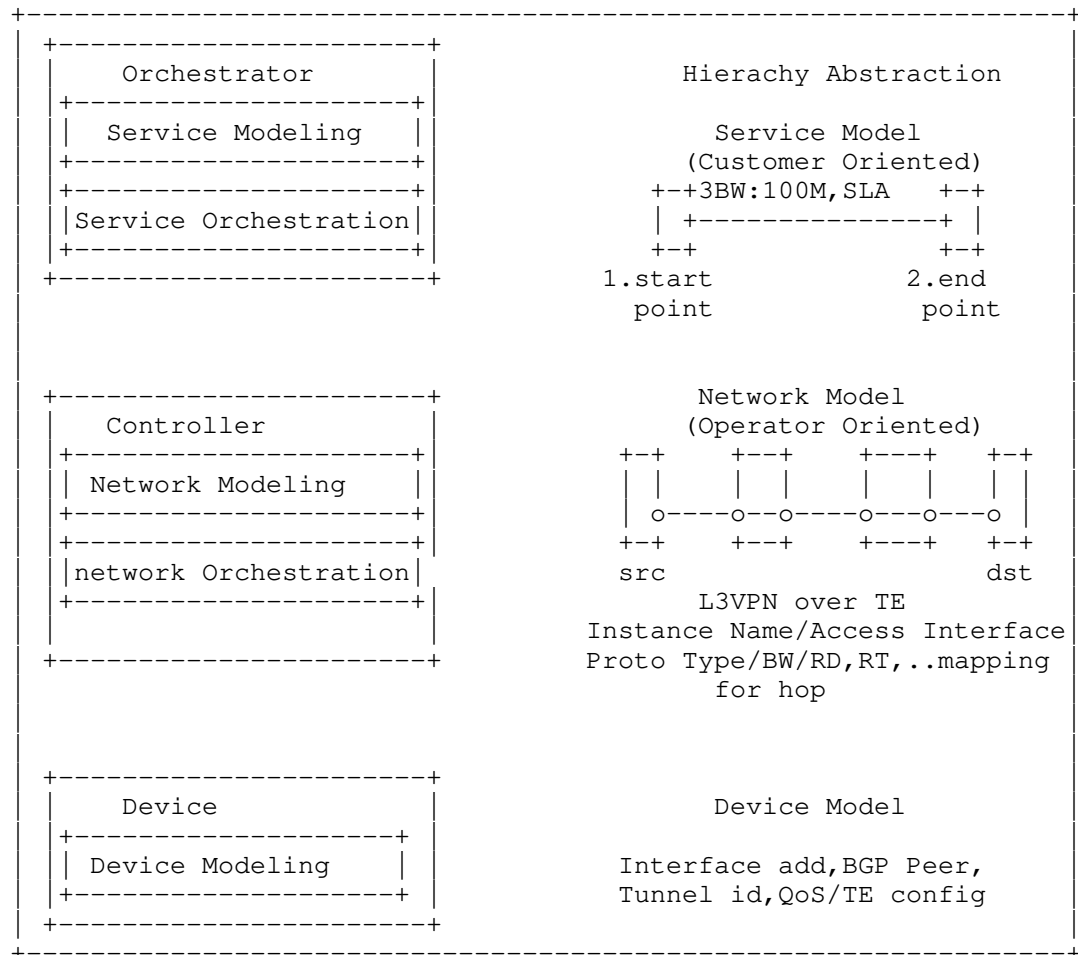 Orchestrator Hierachy Abstraction
Service Modeling Service Model
(Customer Oriented)
3BW:100M,SLA
Service Orchestration
1.start 2.end
point point
Network Model
Controller (Operator Oriented)
Network Modeling
network Orchestration src dst
L3VPN over TE
Instance Name/Access Interface
Proto Type/BW/RD,RT,..mapping
for hop
Device Device Model
Device Modeling Interface add,BGP Peer,
Tunnel id,QoS/TE config